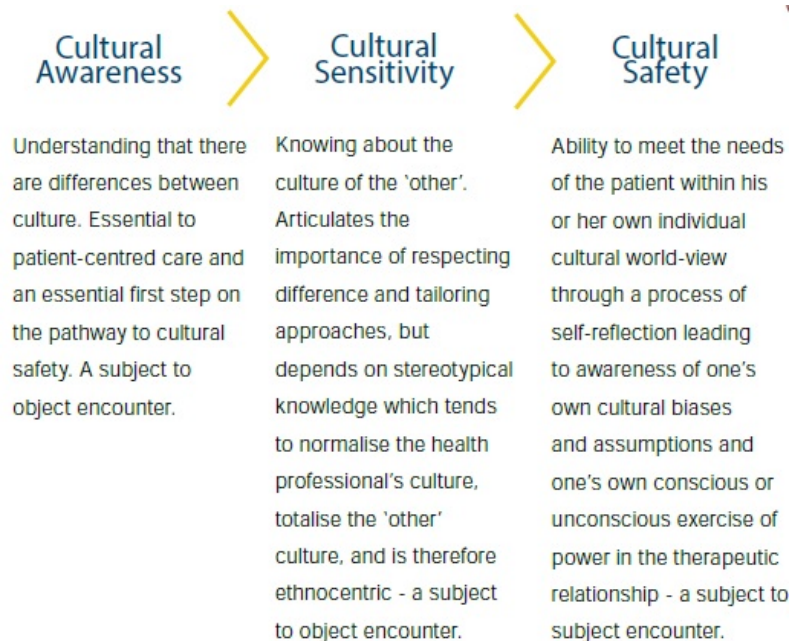 Cultural
Awareness
Understanding that there
are differences between
culture. Essential to
patient-centred care and
an essential first step on
the pathway to cultural
safety. A subject to
object encounter.
Cultural
Sensitivity
Knowing about the
culture of the ‘other’.
Articulates the
importance of respecting
difference and tailoring
approaches, but
depends on stereotypical
knowledge which tends
to normalise the health
professional’s culture,
totalise the ‘other’
culture, and is therefore
ethnocentric - a subject
to object encounter.
Cultural
Safety
Ability to meet the needs
of the patient within his
or her own individual
cultural world-view
through a process of
self-reflection leading
to awareness of one’s
own cultural biases
and assumptions and
one’s own conscious or
unconscious exercise of
power in the therapeutic
relationship - a subject to
subject encounter.